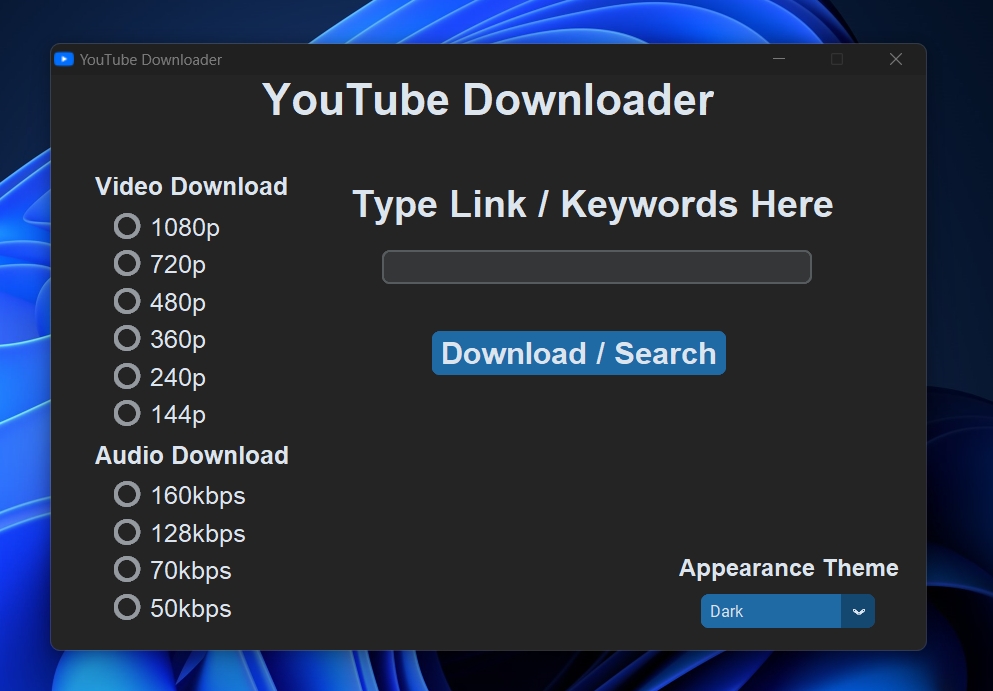 YouTube Downloader
YouTube Downloader
Video Download
1080p
720p
480p
360p
240p
144p
Audio Download
160kbps
128kbps
70kbps
50kbps
Type Link / Keywords Here
Download / Search
Appearance Theme
Dark